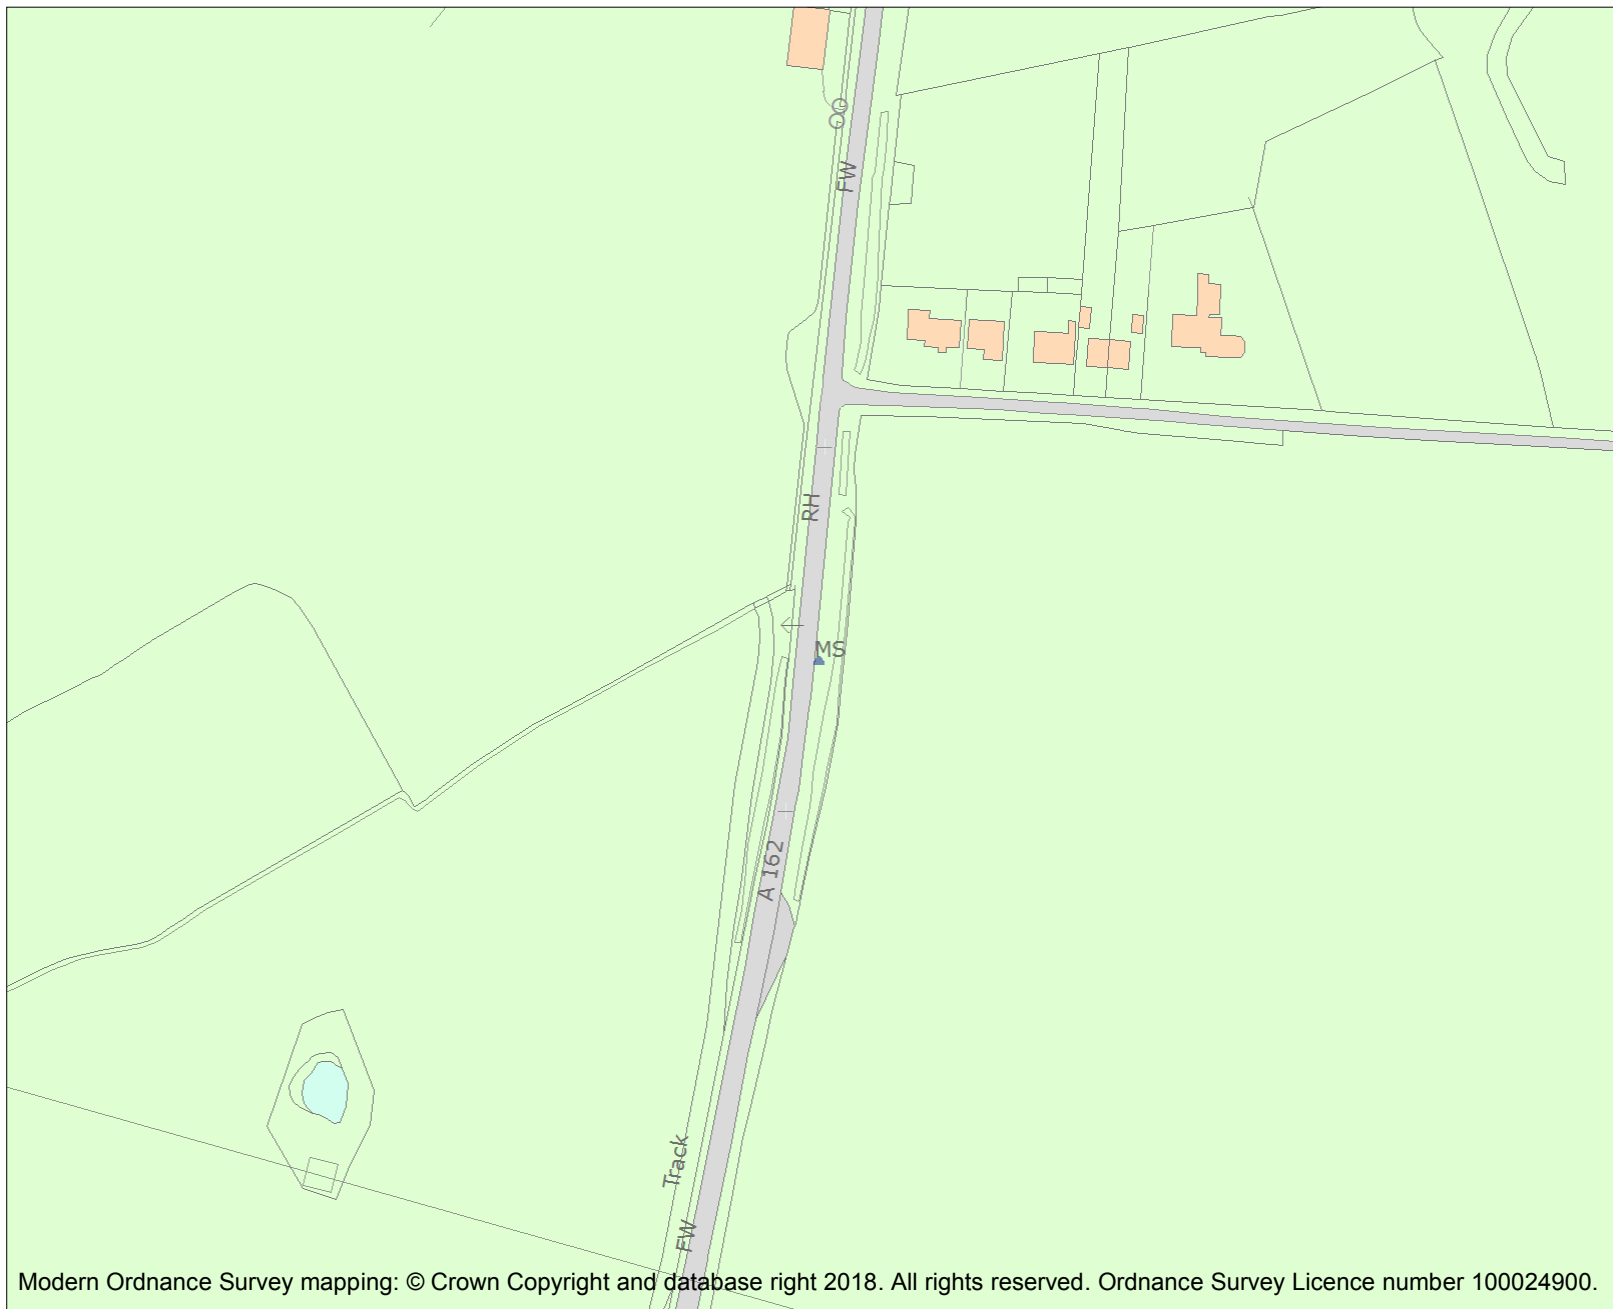 FW
RH
MS
A 162
Track
FW
Modern Ordnance Survey mapping: © Crown Copyright and database right 2018. All rights reserved. Ordnance Survey Licence number 100024900.